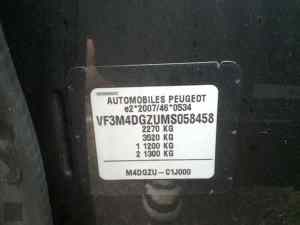 AUTOMOBILES PEUGEOT
e2*2007/46*0534
VF3M4DGZUMS058458
2270 KG
3520 KG
1 1200 KG
2 1300 KG
M4DGZU-C1J000